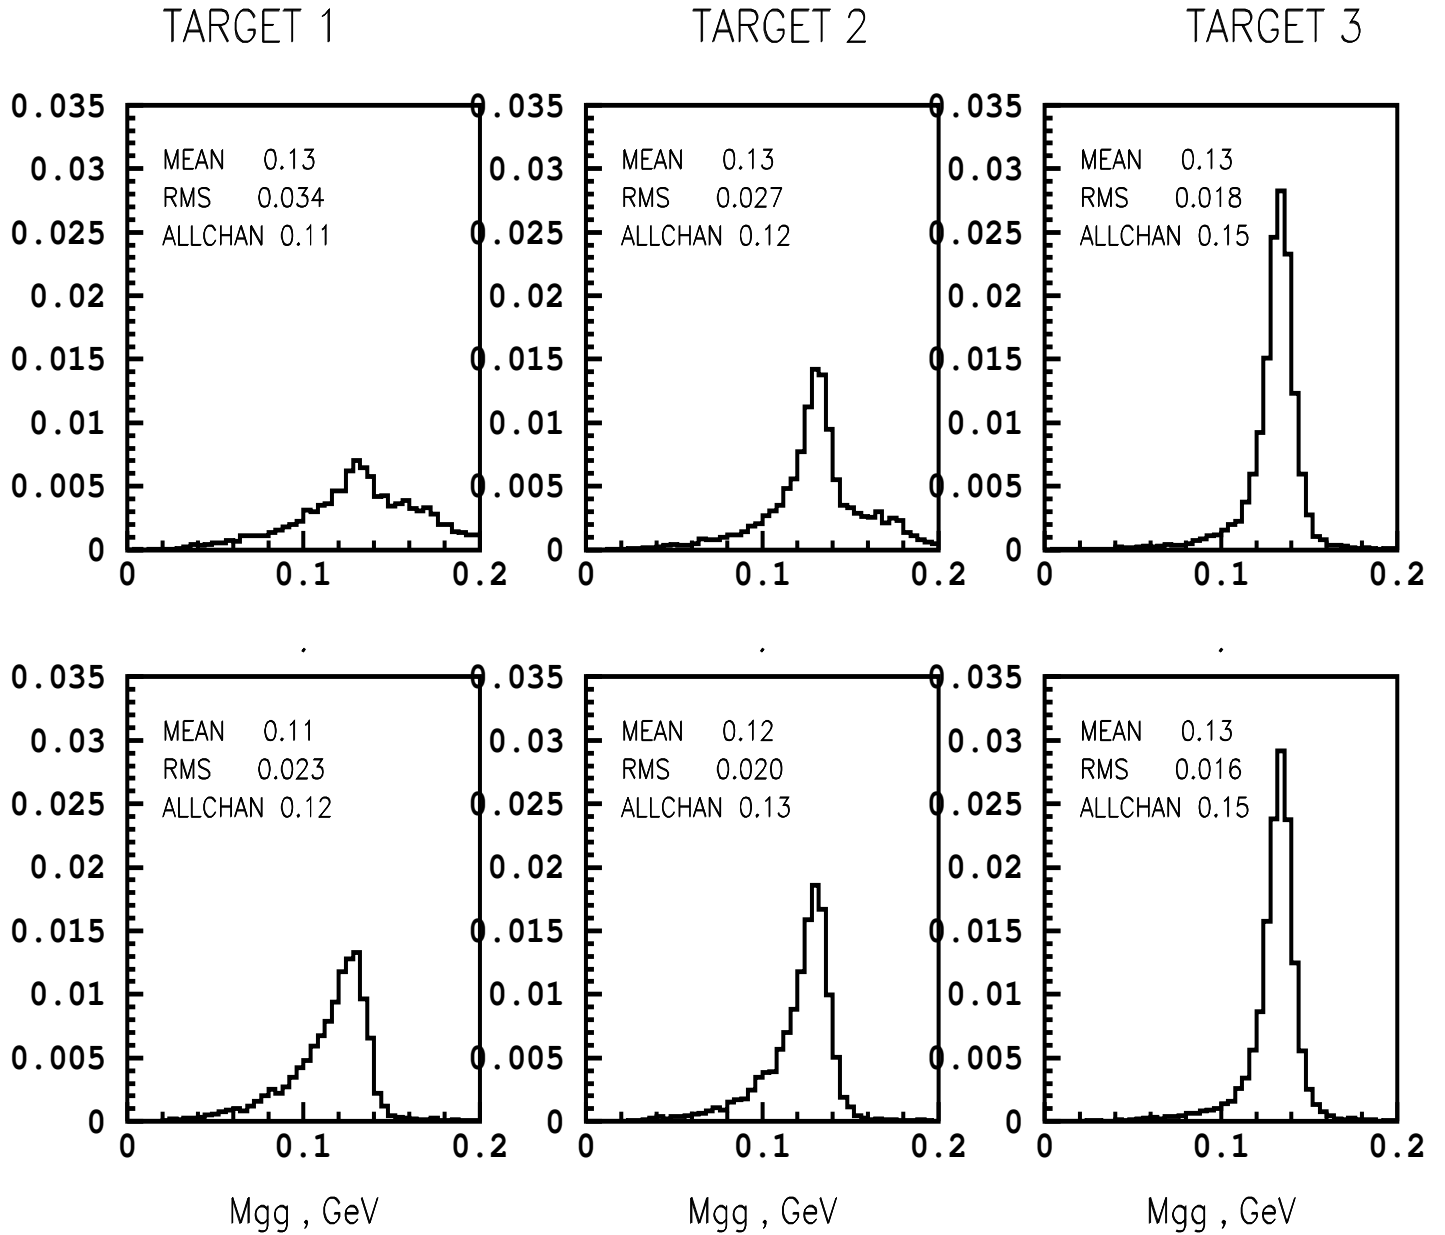 TARGET 1 TARGET 2 TARGET 3
0.035 0.035 0.035
MEAN 0.13 MEAN 0.13 MEAN 0.13
0.03 0.03 0.03
RMS 0.034 RMS 0.027 RMS 0.018
0.025 0.025 0.025
ALLCHAN 0.11 ALLCHAN 0.12 ALLCHAN 0.15
0.02 0.02 0.02
0.015 0.015 0.015
0.01 0.01 0.01
0.005 0.005 0.005
0 0 0
0 0.1 0.2 0 0.1 0.2 0 0.1 0.2
0.035 0.035 0.035
MEAN 0.11 MEAN 0.12 MEAN 0.13
0.03 0.03 0.03
RMS 0.023 RMS 0.020 RMS 0.016
0.025 0.025 0.025
ALLCHAN 0.12 ALLCHAN 0.13 ALLCHAN 0.15
0.02 0.02 0.02
0.015 0.015 0.015
0.01 0.01 0.01
0.005 0.005 0.005
0 0 0
0 0.1 0.2 0 0.1 0.2 0 0.1 0.2
Mgg , GeV Mgg , GeV Mgg , GeV